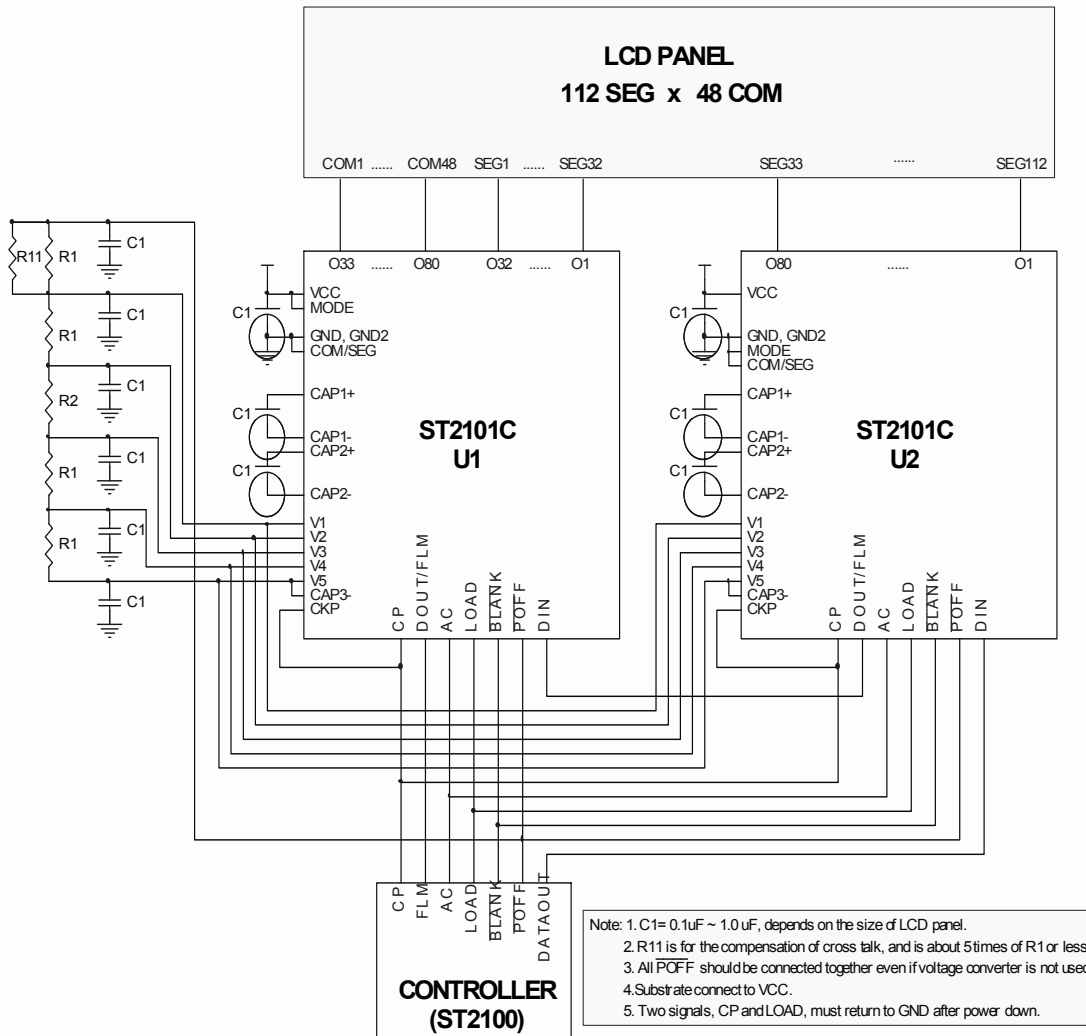 LCD PANEL
112 SEG x 48 COM
COM1 ...... COM48 SEG1 ...... SEG32 SEG33 ...... SEG112
R11 R1 C1
C1
R1
C1
R2
C1
R1
C1
R1
C1
O33 ...... O80 O32 ...... O1
VCC
MODE
C1
GND, GND2
COM/SEG
CAP1+
C1
CAP1-
CAP2+
C1
CAP2-
ST2101C
U1
V1
V2
V3
V4
V5
CAP3-
CKP
CP DOUT/FLM AC LOAD BLANK POFF DIN
O80 ...... O1
VCC
C1
GND, GND2
MODE
COM/SEG
CAP1+
C1
CAP1-
CAP2+
C1
CAP2-
ST2101C
U2
V1
V2
V3
V4
V5
CAP3-
CKP
CP DOUT/FLM AC LOAD BLANK POFF DIN
CP FLM AC LOAD BLANK POFF DATAOUT
CONTROLLER
(ST2100)
Note: 1. C1= 0.1uF ~ 1.0 uF, depends on the size of LCD panel.
2. R11 is for the compensation of cross talk, and is about 5 times of R1 or less
3. All POFF should be connected together even if voltage converter is not used
4.Substrate connect to VCC.
5. Two signals, CP and LOAD, must return to GND after power down.